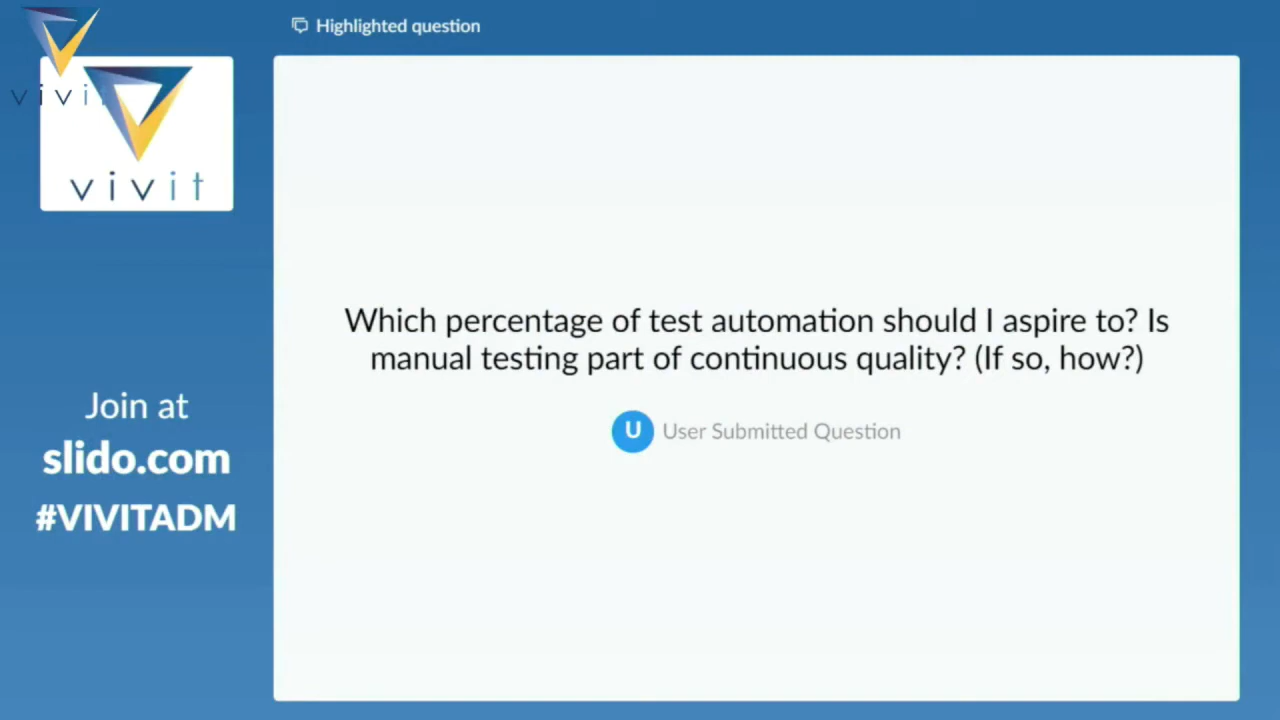 Highlighted question
vivit
vivit
Which percentage of test automation should I aspire to? Is
manual testing part of continuous quality? (If so, how?)
U User Submitted Question
Join at
slido.com
#VIVITADM